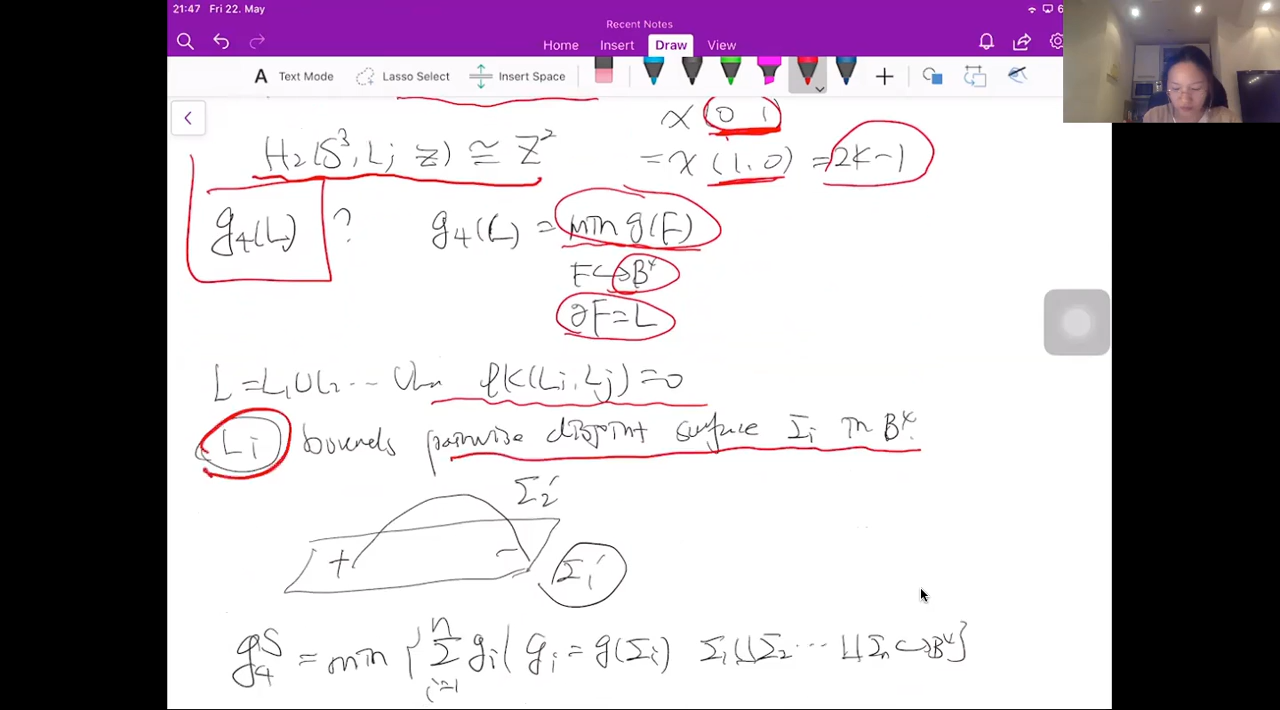 21:47 Fri 22. May
Recent Notes
Home Insert Draw View
A Text Mode Lasso Select Insert Space
χ (0 1)
H₂(S³, L; Z) ≅ Z² = χ (1, 0) = 2K-1
g₄(L) ? g₄(L) = min g(F)
F↪B⁴
∂F=L
L=L₁∪L₂... ∪Ln lk(Li, Lj)=0
Li bounds pairwise disjoint surface Σi in B⁴.
Σ₂'
+ − Σ₁'
g₄ˢ = min { ∑ᵢ₌₁ⁿ gi | gi = g(Σi) Σ₁⊔Σ₂ ... ⊔Σn ↪B⁴}